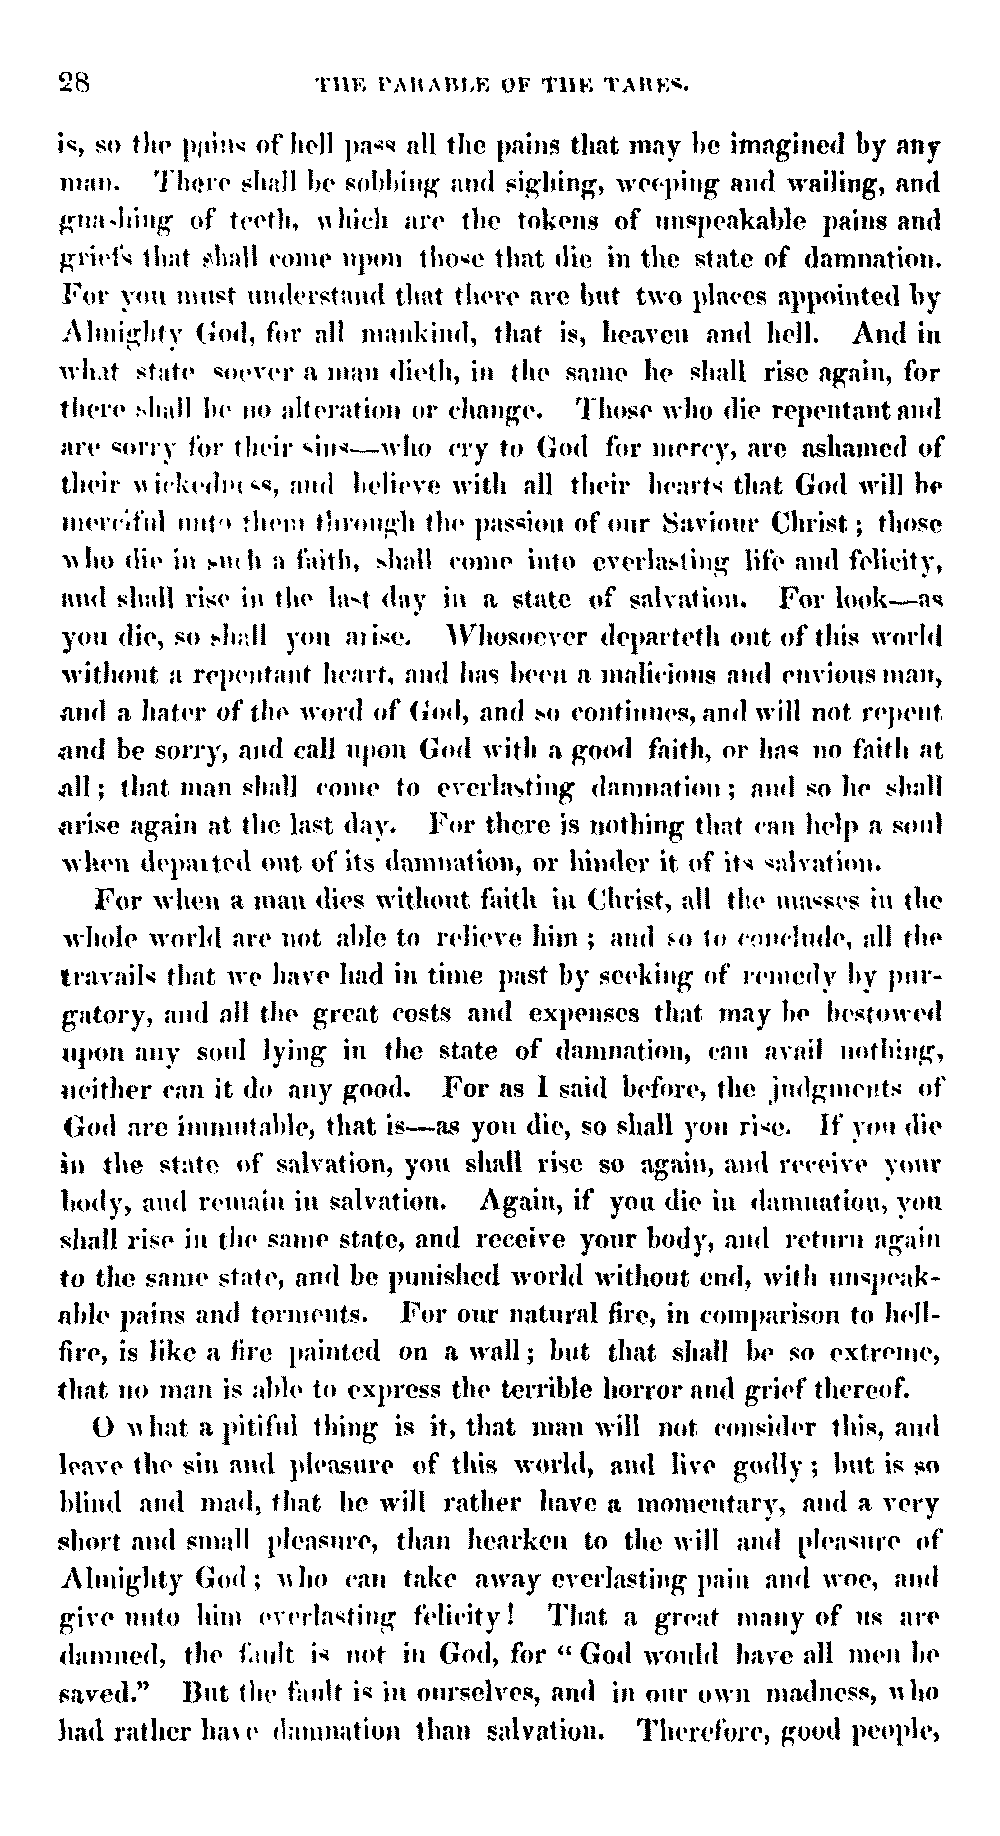 28 THE PARABLE OF THE TARES.
is, so the pains of hell pass all the pains that may be imagined by any
man. There shall be sobbing and sighing, weeping and wailing, and
gnashing of teeth, which are the tokens of unspeakable pains and
griefs that shall come upon those that die in the state of damnation.
For you must understand that there are but two places appointed by
Almighty God, for all mankind, that is, heaven and hell. And in
what state soever a man dieth, in the same he shall rise again, for
there shall be no alteration or change. Those who die repentant and
are sorry for their sins—who cry to God for mercy, are ashamed of
their wickedness, and believe with all their hearts that God will be
merciful unto them through the passion of our Saviour Christ; those
who die in such a faith, shall come into everlasting life and felicity,
and shall rise in the last day in a state of salvation. For look—as
you die, so shall you arise. Whosoever departeth out of this world
without a repentant heart, and has been a malicious and envious man,
and a hater of the word of God, and so continues, and will not repent
and be sorry, and call upon God with a good faith, or has no faith at
all; that man shall come to everlasting damnation; and so he shall
arise again at the last day. For there is nothing that can help a soul
when departed out of its damnation, or hinder it of its salvation.
For when a man dies without faith in Christ, all the masses in the
whole world are not able to relieve him; and so to conclude, all the
travails that we have had in time past by seeking of remedy by pur-
gatory, and all the great costs and expenses that may be bestowed
upon any soul lying in the state of damnation, can avail nothing,
neither can it do any good. For as I said before, the judgments of
God are immutable, that is—as you die, so shall you rise. If you die
in the state of salvation, you shall rise so again, and receive your
body, and remain in salvation. Again, if you die in damnation, you
shall rise in the same state, and receive your body, and return again
to the same state, and be punished world without end, with unspeak-
able pains and torments. For our natural fire, in comparison to hell-
fire, is like a fire painted on a wall; but that shall be so extreme,
that no man is able to express the terrible horror and grief thereof.
O what a pitiful thing is it, that man will not consider this, and
leave the sin and pleasure of this world, and live godly; but is so
blind and mad, that he will rather have a momentary, and a very
short and small pleasure, than hearken to the will and pleasure of
Almighty God; who can take away everlasting pain and woe, and
give unto him everlasting felicity! That a great many of us are
damned, the fault is not in God, for “God would have all men be
saved.” But the fault is in ourselves, and in our own madness, who
had rather have damnation than salvation. Therefore, good people,